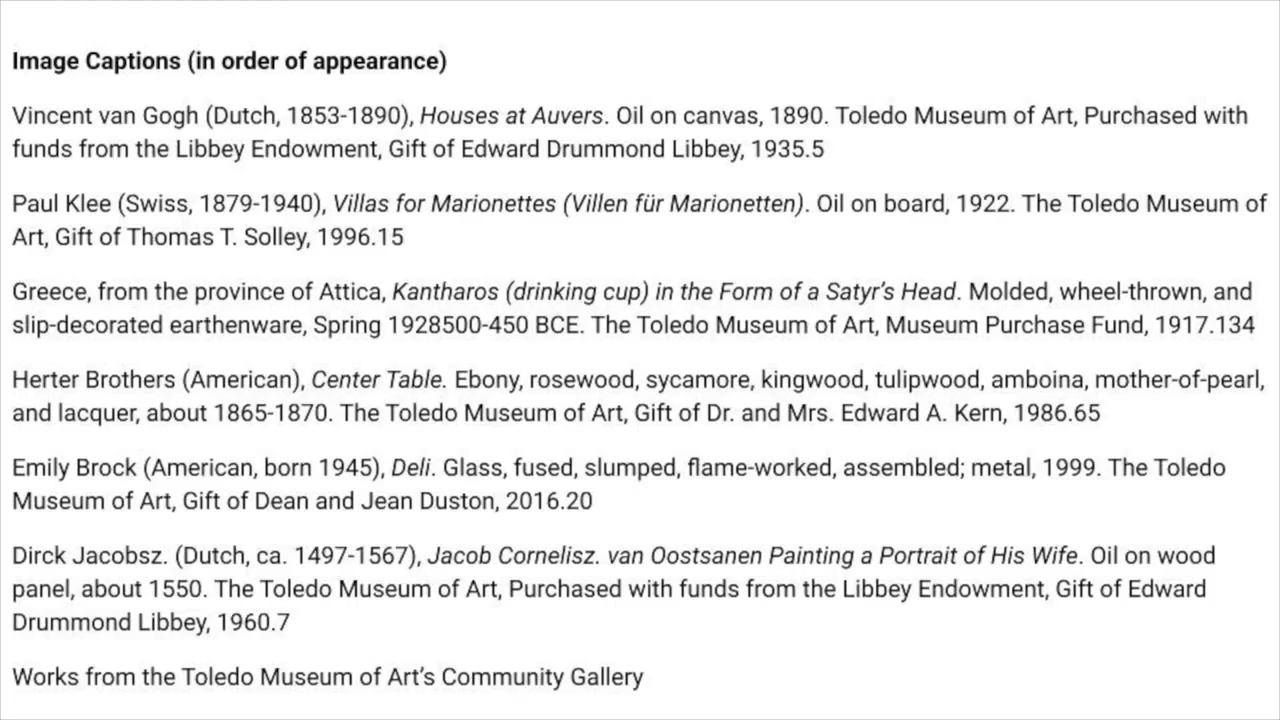 Image Captions (in order of appearance)
Vincent van Gogh (Dutch, 1853-1890), Houses at Auvers. Oil on canvas, 1890. Toledo Museum of Art, Purchased with
funds from the Libbey Endowment, Gift of Edward Drummond Libbey, 1935.5
Paul Klee (Swiss, 1879-1940), Villas for Marionettes (Villen für Marionetten). Oil on board, 1922. The Toledo Museum of
Art, Gift of Thomas T. Solley, 1996.15
Greece, from the province of Attica, Kantharos (drinking cup) in the Form of a Satyr’s Head. Molded, wheel-thrown, and
slip-decorated earthenware, Spring 1928500-450 BCE. The Toledo Museum of Art, Museum Purchase Fund, 1917.134
Herter Brothers (American), Center Table. Ebony, rosewood, sycamore, kingwood, tulipwood, amboina, mother-of-pearl,
and lacquer, about 1865-1870. The Toledo Museum of Art, Gift of Dr. and Mrs. Edward A. Kern, 1986.65
Emily Brock (American, born 1945), Deli. Glass, fused, slumped, flame-worked, assembled; metal, 1999. The Toledo
Museum of Art, Gift of Dean and Jean Duston, 2016.20
Dirck Jacobsz. (Dutch, ca. 1497-1567), Jacob Cornelisz. van Oostsanen Painting a Portrait of His Wife. Oil on wood
panel, about 1550. The Toledo Museum of Art, Purchased with funds from the Libbey Endowment, Gift of Edward
Drummond Libbey, 1960.7
Works from the Toledo Museum of Art’s Community Gallery